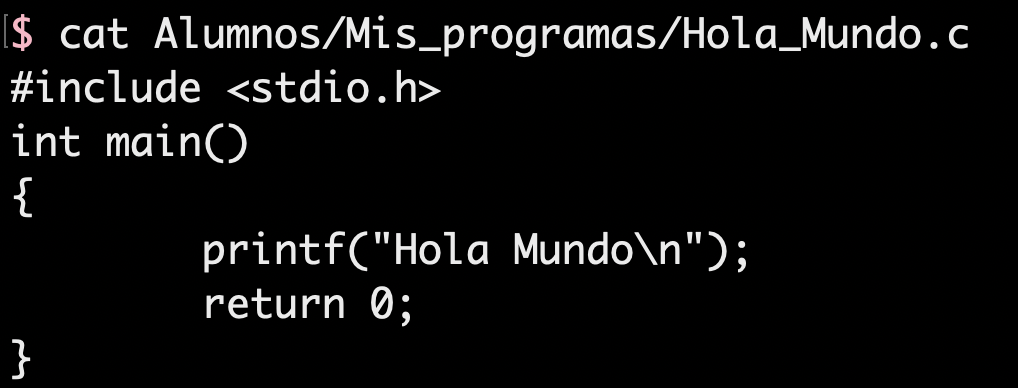 $ cat Alumnos/Mis_programas/Hola_Mundo.c
#include <stdio.h>
int main()
{
        printf("Hola Mundo\n");
        return 0;
}